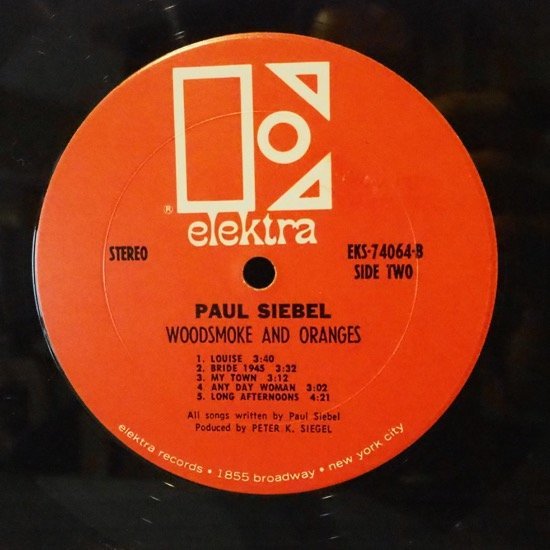 ®
elektra
STEREO
EKS-74064-B
SIDE TWO
PAUL SIEBEL
WOODSMOKE AND ORANGES
1. LOUISE 3:40
2. BRIDE 1945 3:32
3. MY TOWN 3:12
4. ANY DAY WOMAN 3:02
5. LONG AFTERNOONS 4:21
All songs written by Paul Siebel
Produced by PETER K. SIEGEL
elektra records • 1855 broadway • new york city